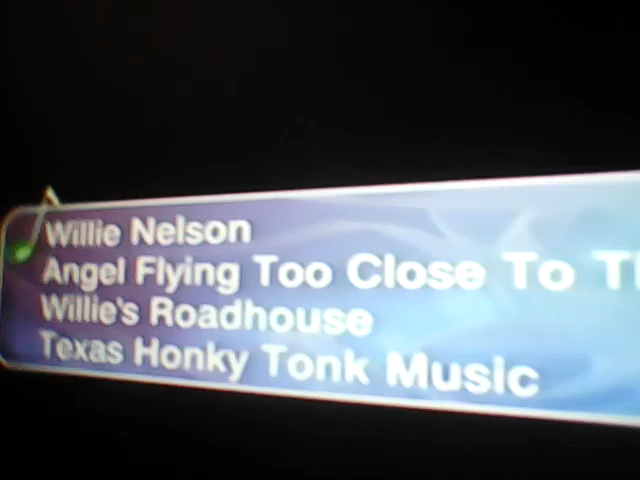 Willie Nelson
Angel Flying Too Close To
Willie's Roadhouse
Texas Honky Tonk Music